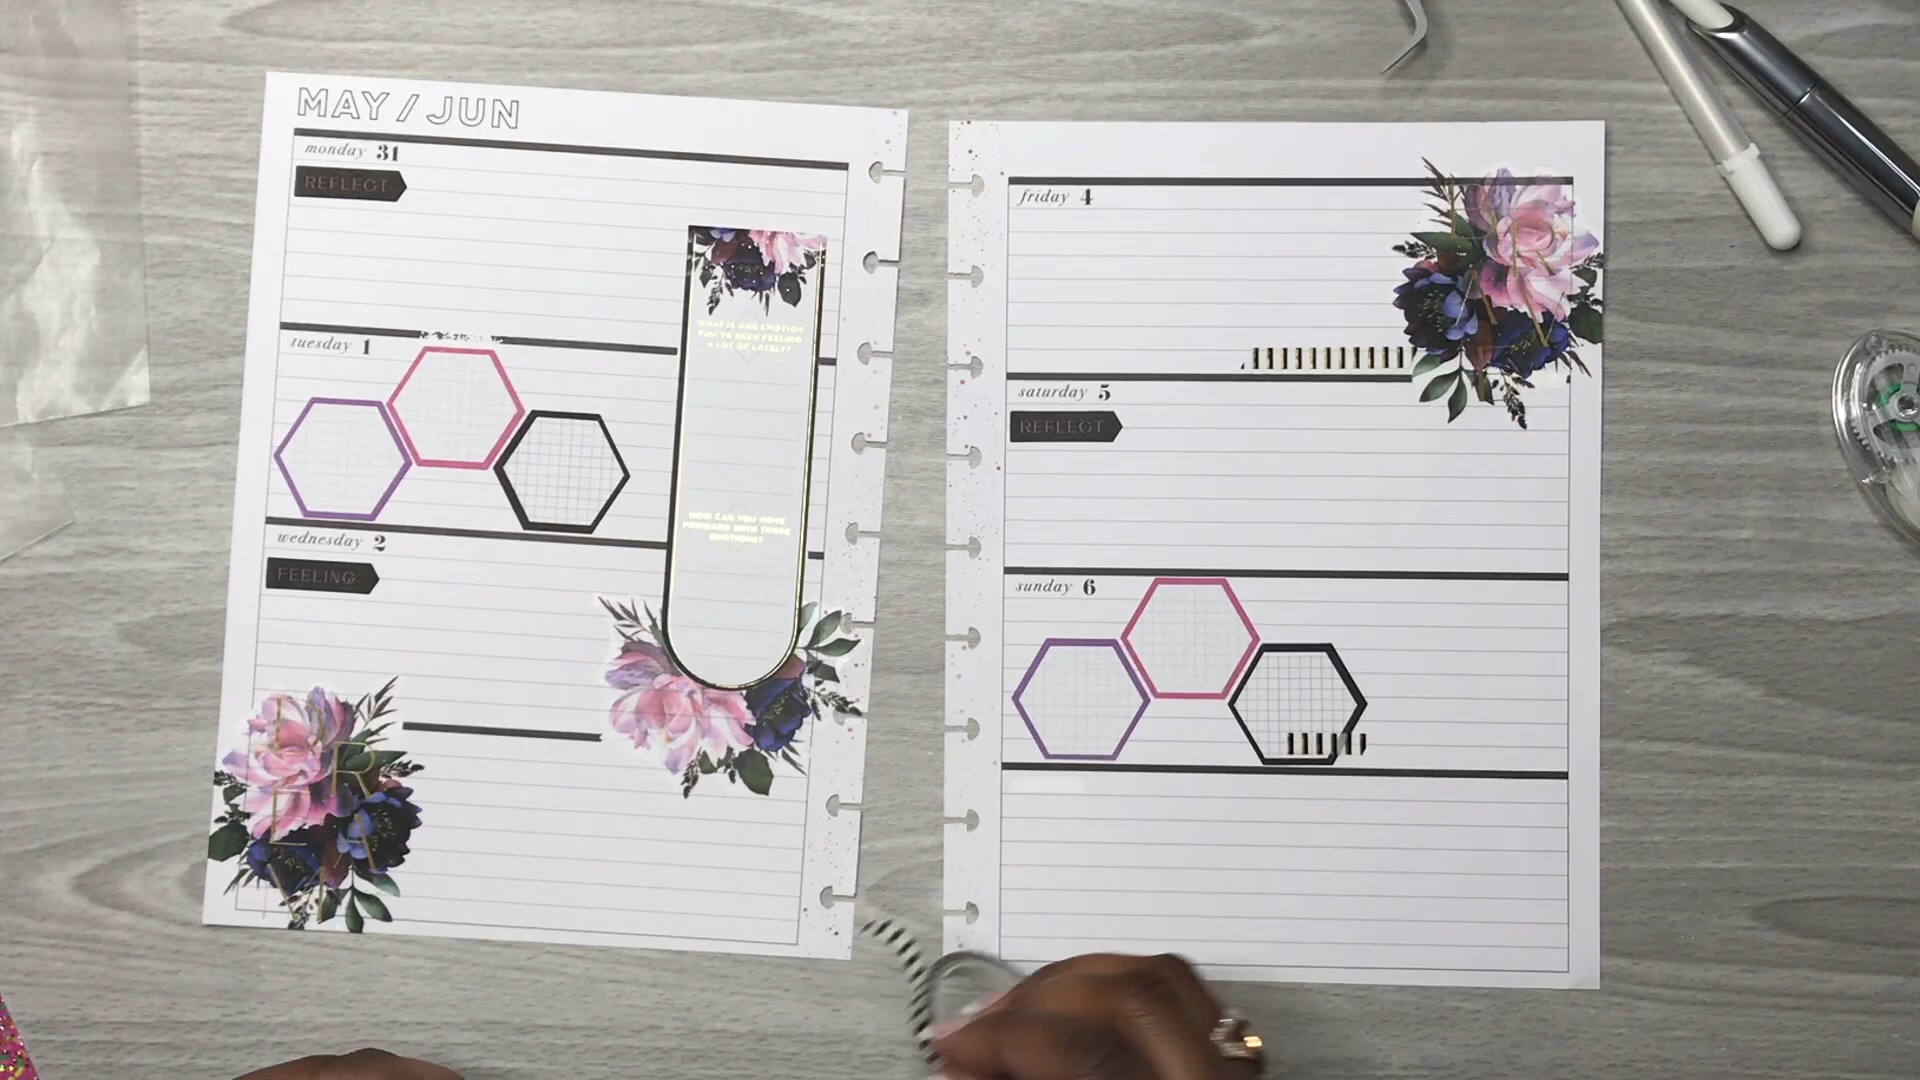 MAY / JUN
monday 31
REFLECT
WHAT IS ONE EMOTION
YOU'VE BEEN FEELING
A LOT OF LATELY?
tuesday 1
HOW CAN YOU MOVE
FORWARD WITH THOSE
EMOTIONS?
wednesday 2
FEELING:
friday 4
saturday 5
REFLECT
sunday 6